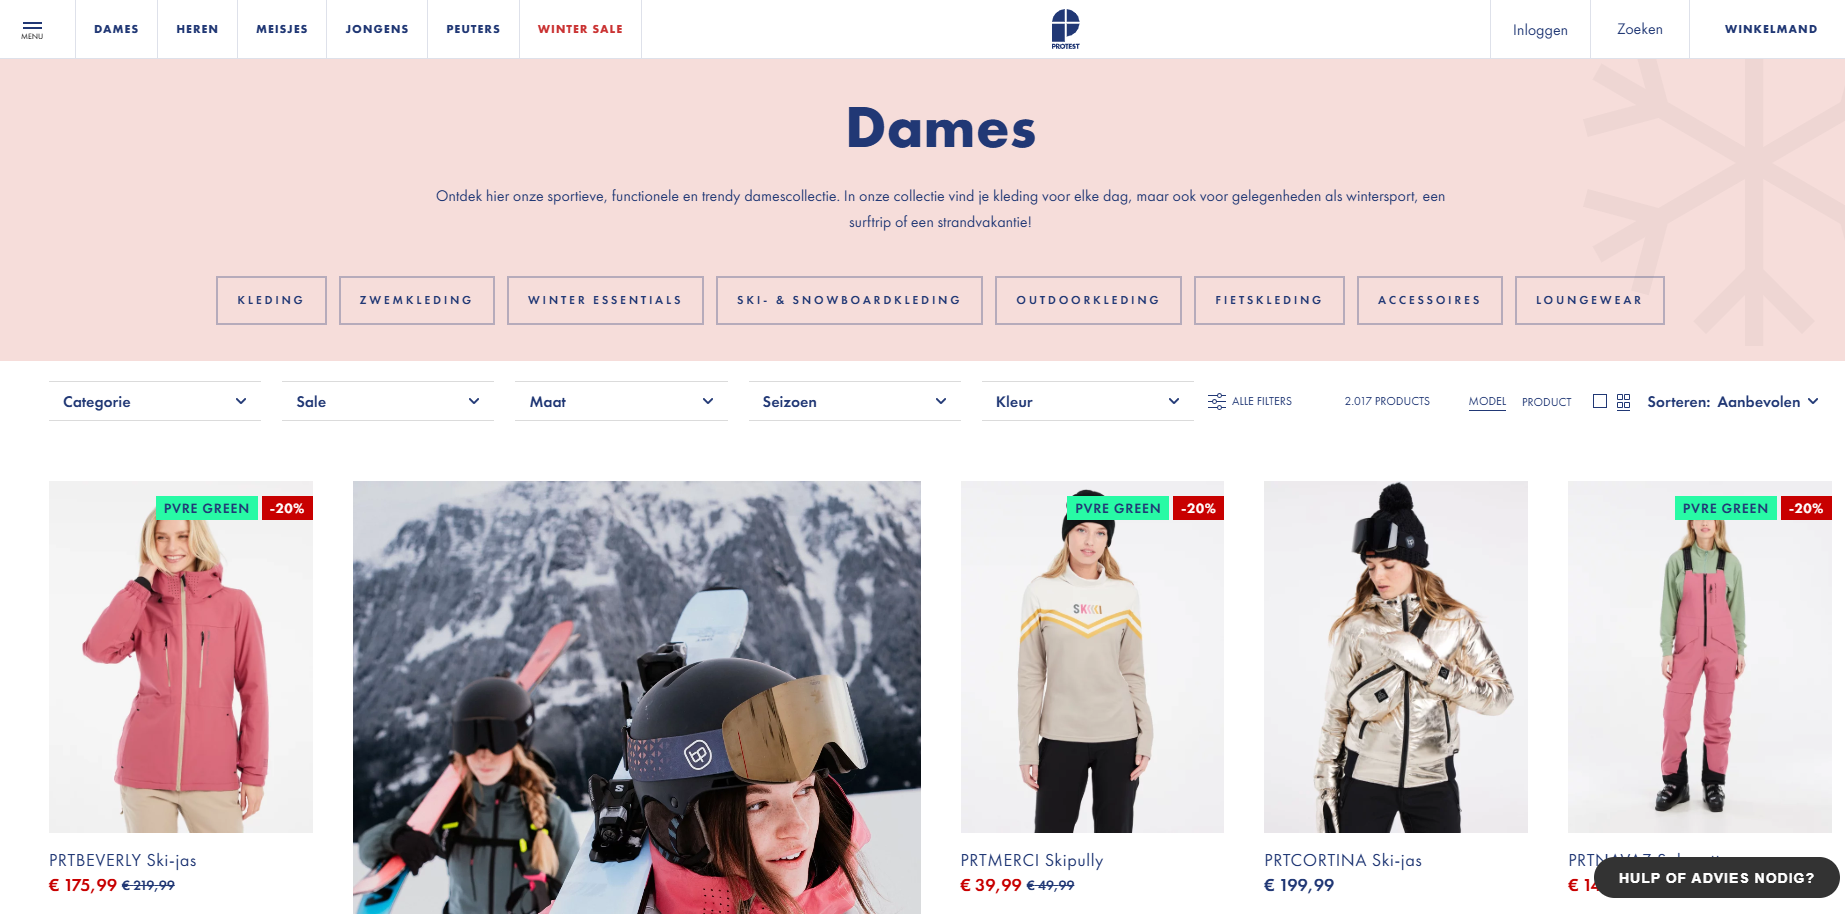 MENU
DAMES
HEREN
MEISJES
JONGENS
PEUTERS
WINTER SALE
PROTEST
Inloggen
Zoeken
WINKELMAND
Dames
Ontdek hier onze sportieve, functionele en trendy damescollectie. In onze collectie vind je kleding voor elke dag, maar ook voor gelegenheden als wintersport, een
surftrip of een strandvakantie!
KLEDING
ZWEMKLEDING
WINTER ESSENTIALS
SKI- & SNOWBOARDKLEDING
OUTDOORKLEDING
FIETSKLEDING
ACCESSOIRES
LOUNGEWEAR
Categorie
Sale
Maat
Seizoen
Kleur
ALLE FILTERS
2.017 PRODUCTS
MODEL
PRODUCT
Sorteren: Aanbevolen
PVRE GREEN
-20%
PVRE GREEN
-20%
PVRE GREEN
-20%
PRTBEVERLY Ski-jas
€ 175,99 € 219,99
PRTMERCI Skipully
€ 39,99 € 49,99
PRTCORTINA Ski-jas
€ 199,99
HULP OF ADVIES NODIG?